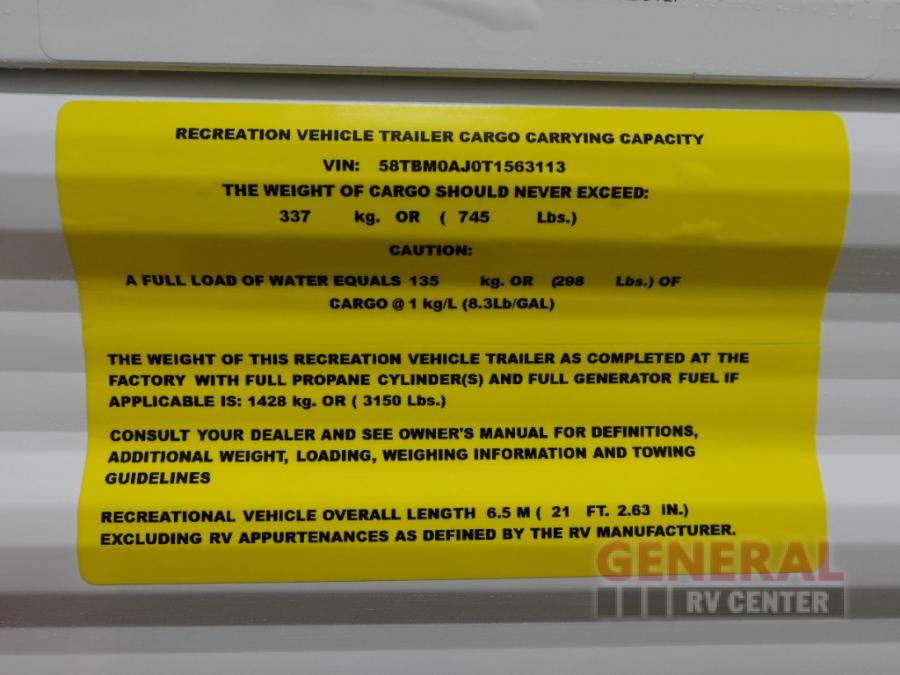 RECREATION VEHICLE TRAILER CARGO CARRYING CAPACITY
VIN: 58TBM0AJ0T1563113
THE WEIGHT OF CARGO SHOULD NEVER EXCEED:
337 kg. OR ( 745 Lbs.)
CAUTION:
A FULL LOAD OF WATER EQUALS 135 kg. OR (298 Lbs.) OF
CARGO @ 1 kg/L (8.3Lb/GAL)
THE WEIGHT OF THIS RECREATION VEHICLE TRAILER AS COMPLETED AT THE
FACTORY WITH FULL PROPANE CYLINDER(S) AND FULL GENERATOR FUEL IF
APPLICABLE IS: 1428 kg. OR ( 3150 Lbs.)
CONSULT YOUR DEALER AND SEE OWNER'S MANUAL FOR DEFINITIONS,
ADDITIONAL WEIGHT, LOADING, WEIGHING INFORMATION AND TOWING
GUIDELINES
RECREATIONAL VEHICLE OVERALL LENGTH 6.5 M ( 21 FT. 2.63 IN.)
EXCLUDING RV APPURTENANCES AS DEFINED BY THE RV MANUFACTURER.
GENERAL
RV CENTER